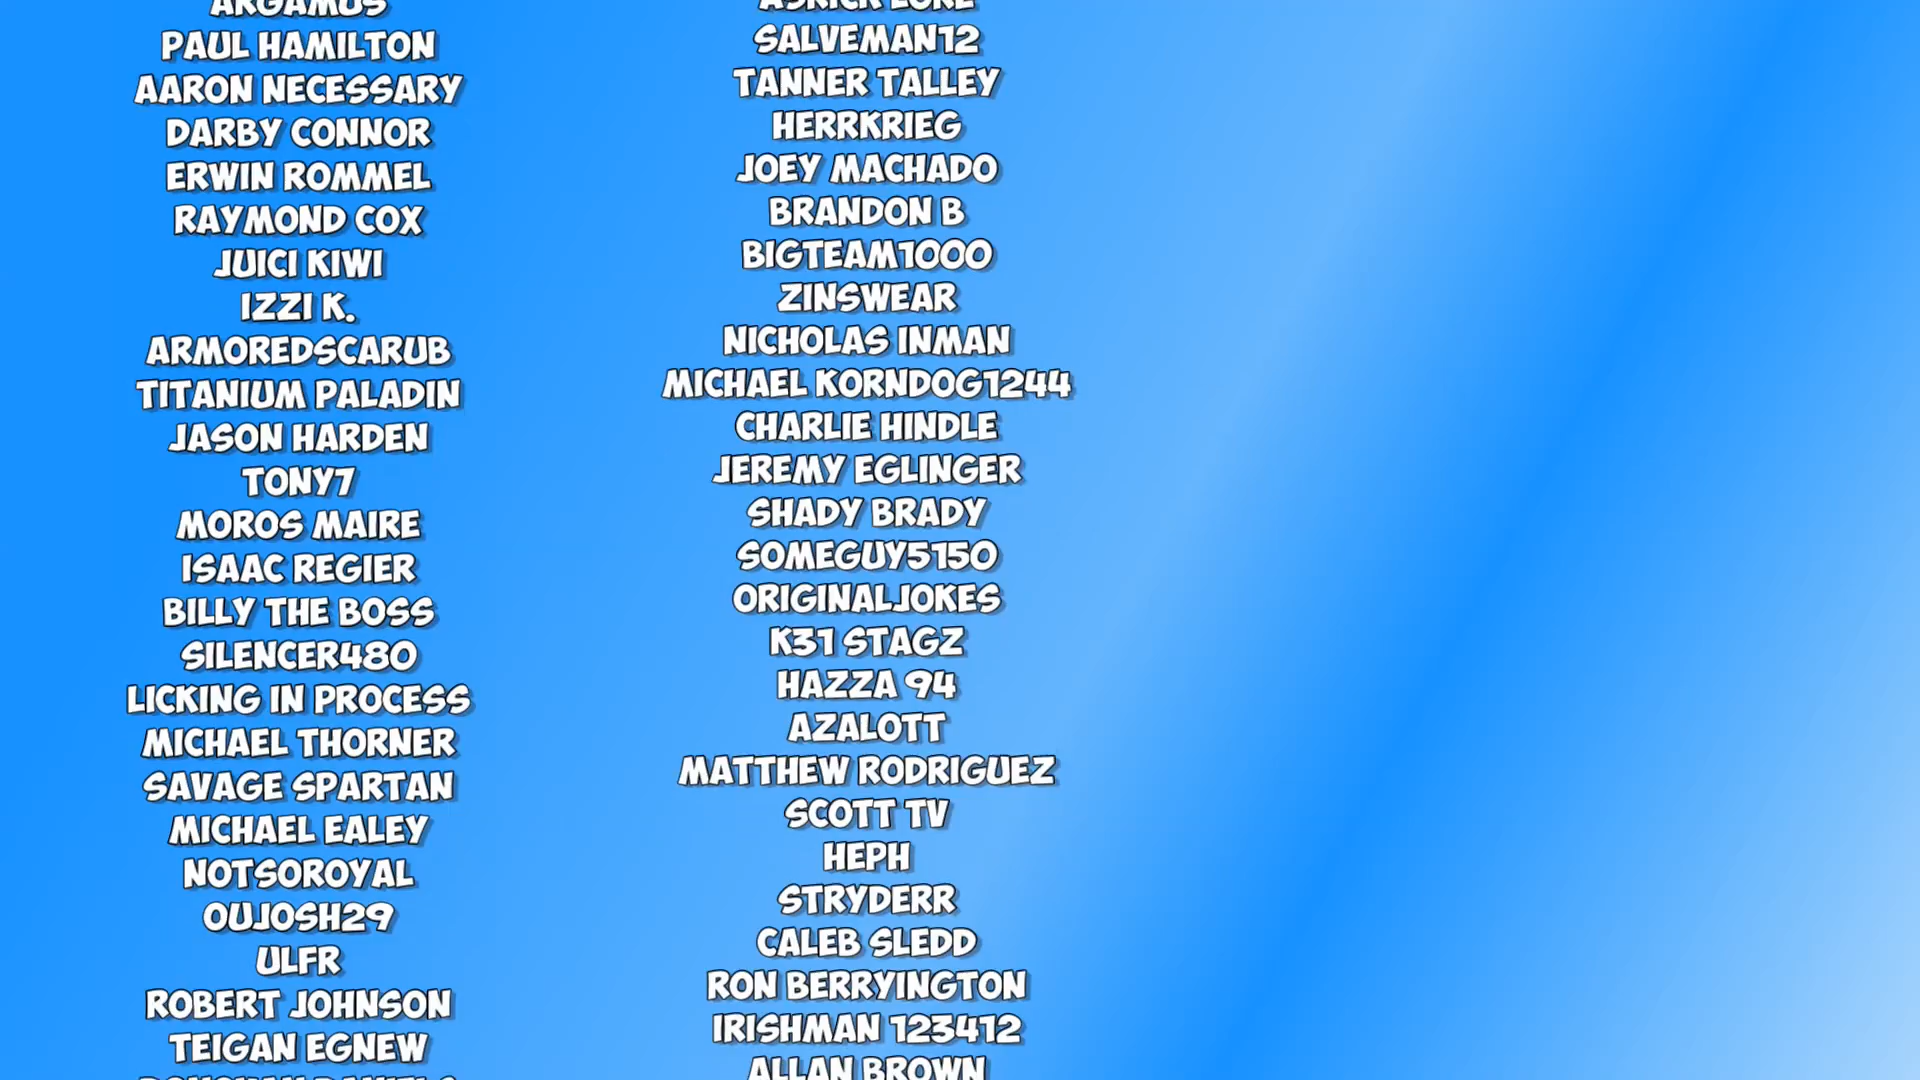 ARGAMUS
PAUL HAMILTON
AARON NECESSARY
DARBY CONNOR
ERWIN ROMMEL
RAYMOND COX
JUICI KIWI
IZZI K.
ARMOREDSCARUB
TITANIUM PALADIN
JASON HARDEN
TONY7
MOROS MAIRE
ISAAC REGIER
BILLY THE BOSS
SILENCER480
LICKING IN PROCESS
MICHAEL THORNER
SAVAGE SPARTAN
MICHAEL EALEY
NOTSOROYAL
OUJOSH29
ULFR
ROBERT JOHNSON
TEIGAN EGNEW
SALVEMAN12
TANNER TALLEY
HERRKRIEG
JOEY MACHADO
BRANDON B
BIGTEAM1000
ZINSWEAR
NICHOLAS INMAN
MICHAEL KORNDOG1244
CHARLIE HINDLE
JEREMY EGLINGER
SHADY BRADY
SOMEGUY5150
ORIGINALJOKES
K31 STAGZ
HAZZA 94
AZALOTT
MATTHEW RODRIGUEZ
SCOTT TV
HEPH
STRYDERR
CALEB SLEDD
RON BERRYINGTON
IRISHMAN 123412
ALLAN BROWN